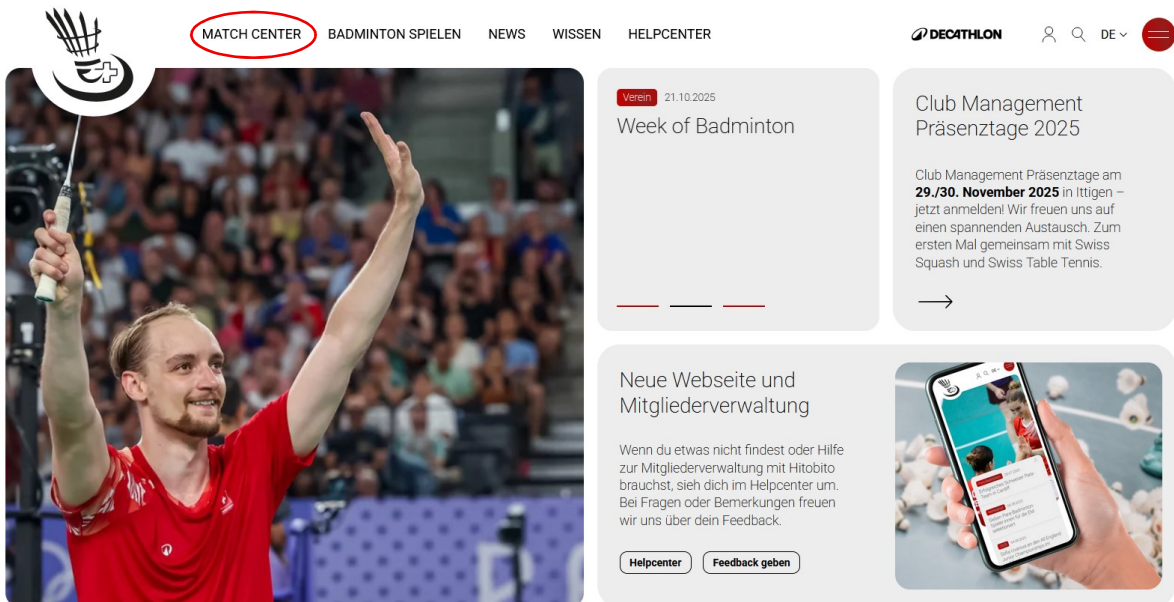 MATCH CENTER BADMINTON SPIELEN NEWS WISSEN HELPCENTER
DECATHLON DE
Verein 21.10.2025
Week of Badminton
Club Management
Präsenztage 2025
Club Management Präsenztage am
29./30. November 2025 in Ittigen –
jetzt anmelden! Wir freuen uns auf
einen spannenden Austausch. Zum
ersten Mal gemeinsam mit Swiss
Squash und Swiss Table Tennis.
Neue Webseite und
Mitgliederverwaltung
Wenn du etwas nicht findest oder Hilfe
zur Mitgliederverwaltung mit Hitobito
brauchst, sieh dich im Helpcenter um.
Bei Fragen oder Bemerkungen freuen
wir uns über dein Feedback.
Helpcenter
Feedback geben